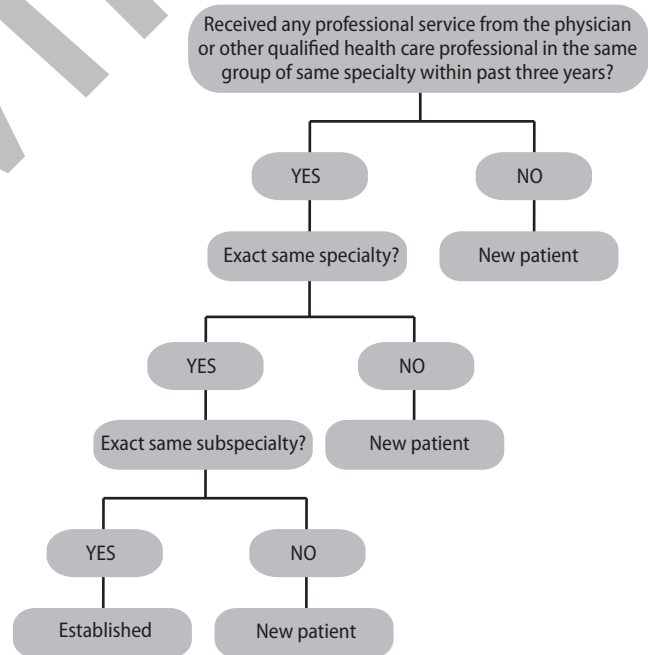 Received any professional service from the physician
or other qualified health care professional in the same
group of same specialty within past three years?
YES
NO
Exact same specialty?
New patient
YES
NO
Exact same subspecialty?
New patient
YES
NO
Established
New patient